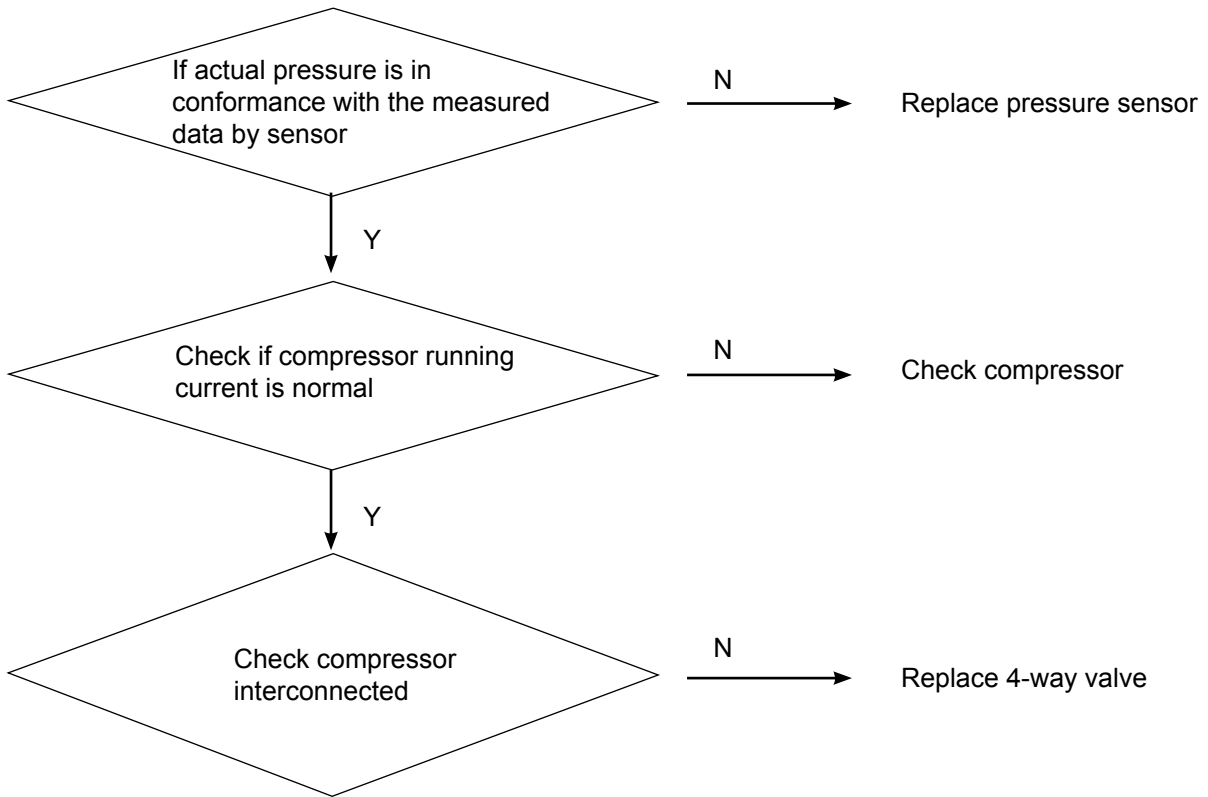 If actual pressure is in
conformance with the measured
data by sensor
N
Replace pressure sensor
Y
Check if compressor running
current is normal
N
Check compressor
Y
Check compressor
interconnected
N
Replace 4-way valve